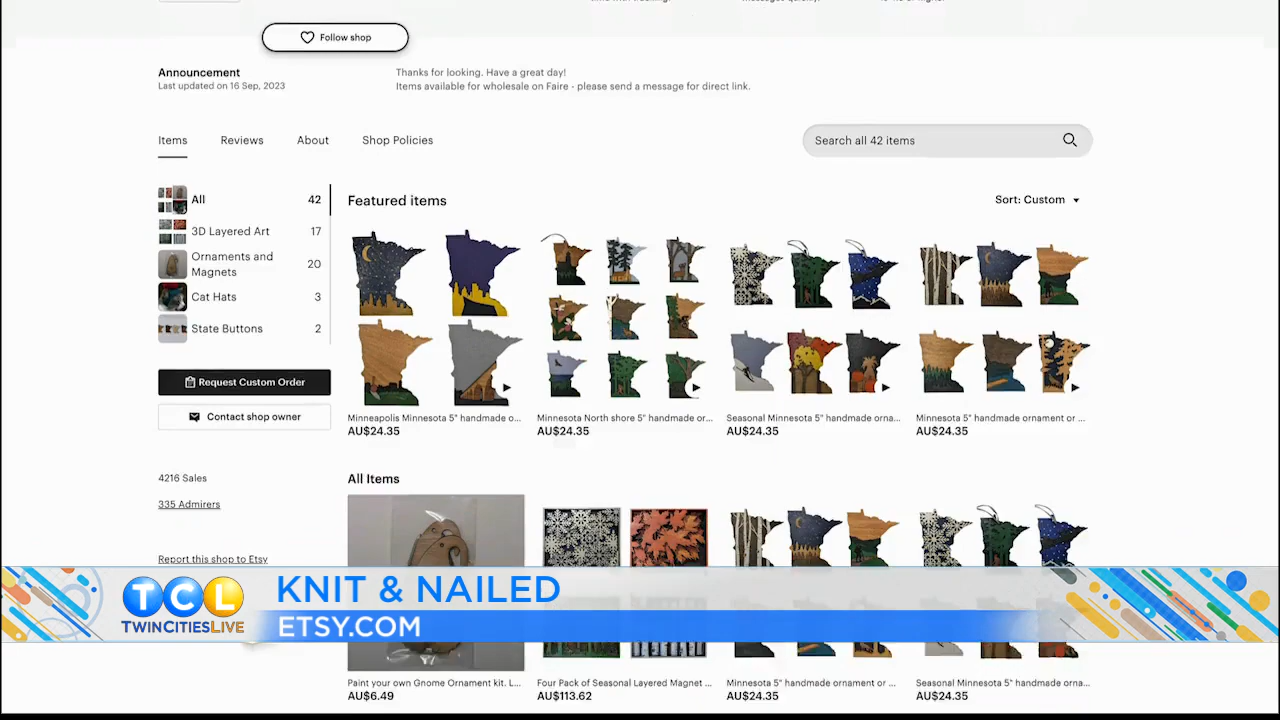 Follow shop
Announcement
Last updated on 16 Sep, 2023
Thanks for looking. Have a great day!
Items available for wholesale on Faire - please send a message for direct link.
Items
Reviews
About
Shop Policies
Search all 42 items
All 42
3D Layered Art 17
Ornaments and
Magnets 20
Cat Hats 3
State Buttons 2
Request Custom Order
Contact shop owner
4216 Sales
335 Admirers
Report this shop to Etsy
Featured items
Sort: Custom
Minneapolis Minnesota 5" handmade o...
AU$24.35
Minnesota North shore 5" handmade or...
AU$24.35
Seasonal Minnesota 5" handmade orna...
AU$24.35
Minnesota 5" handmade ornament or ...
AU$24.35
All Items
Paint your own Gnome Ornament kit. L...
AU$6.49
Four Pack of Seasonal Layered Magnet ...
AU$113.62
Minnesota 5" handmade ornament or ...
AU$24.35
Seasonal Minnesota 5" handmade orna...
AU$24.35
TCL
TWINCITIESLIVE
KNIT & NAILED
ETSY.COM